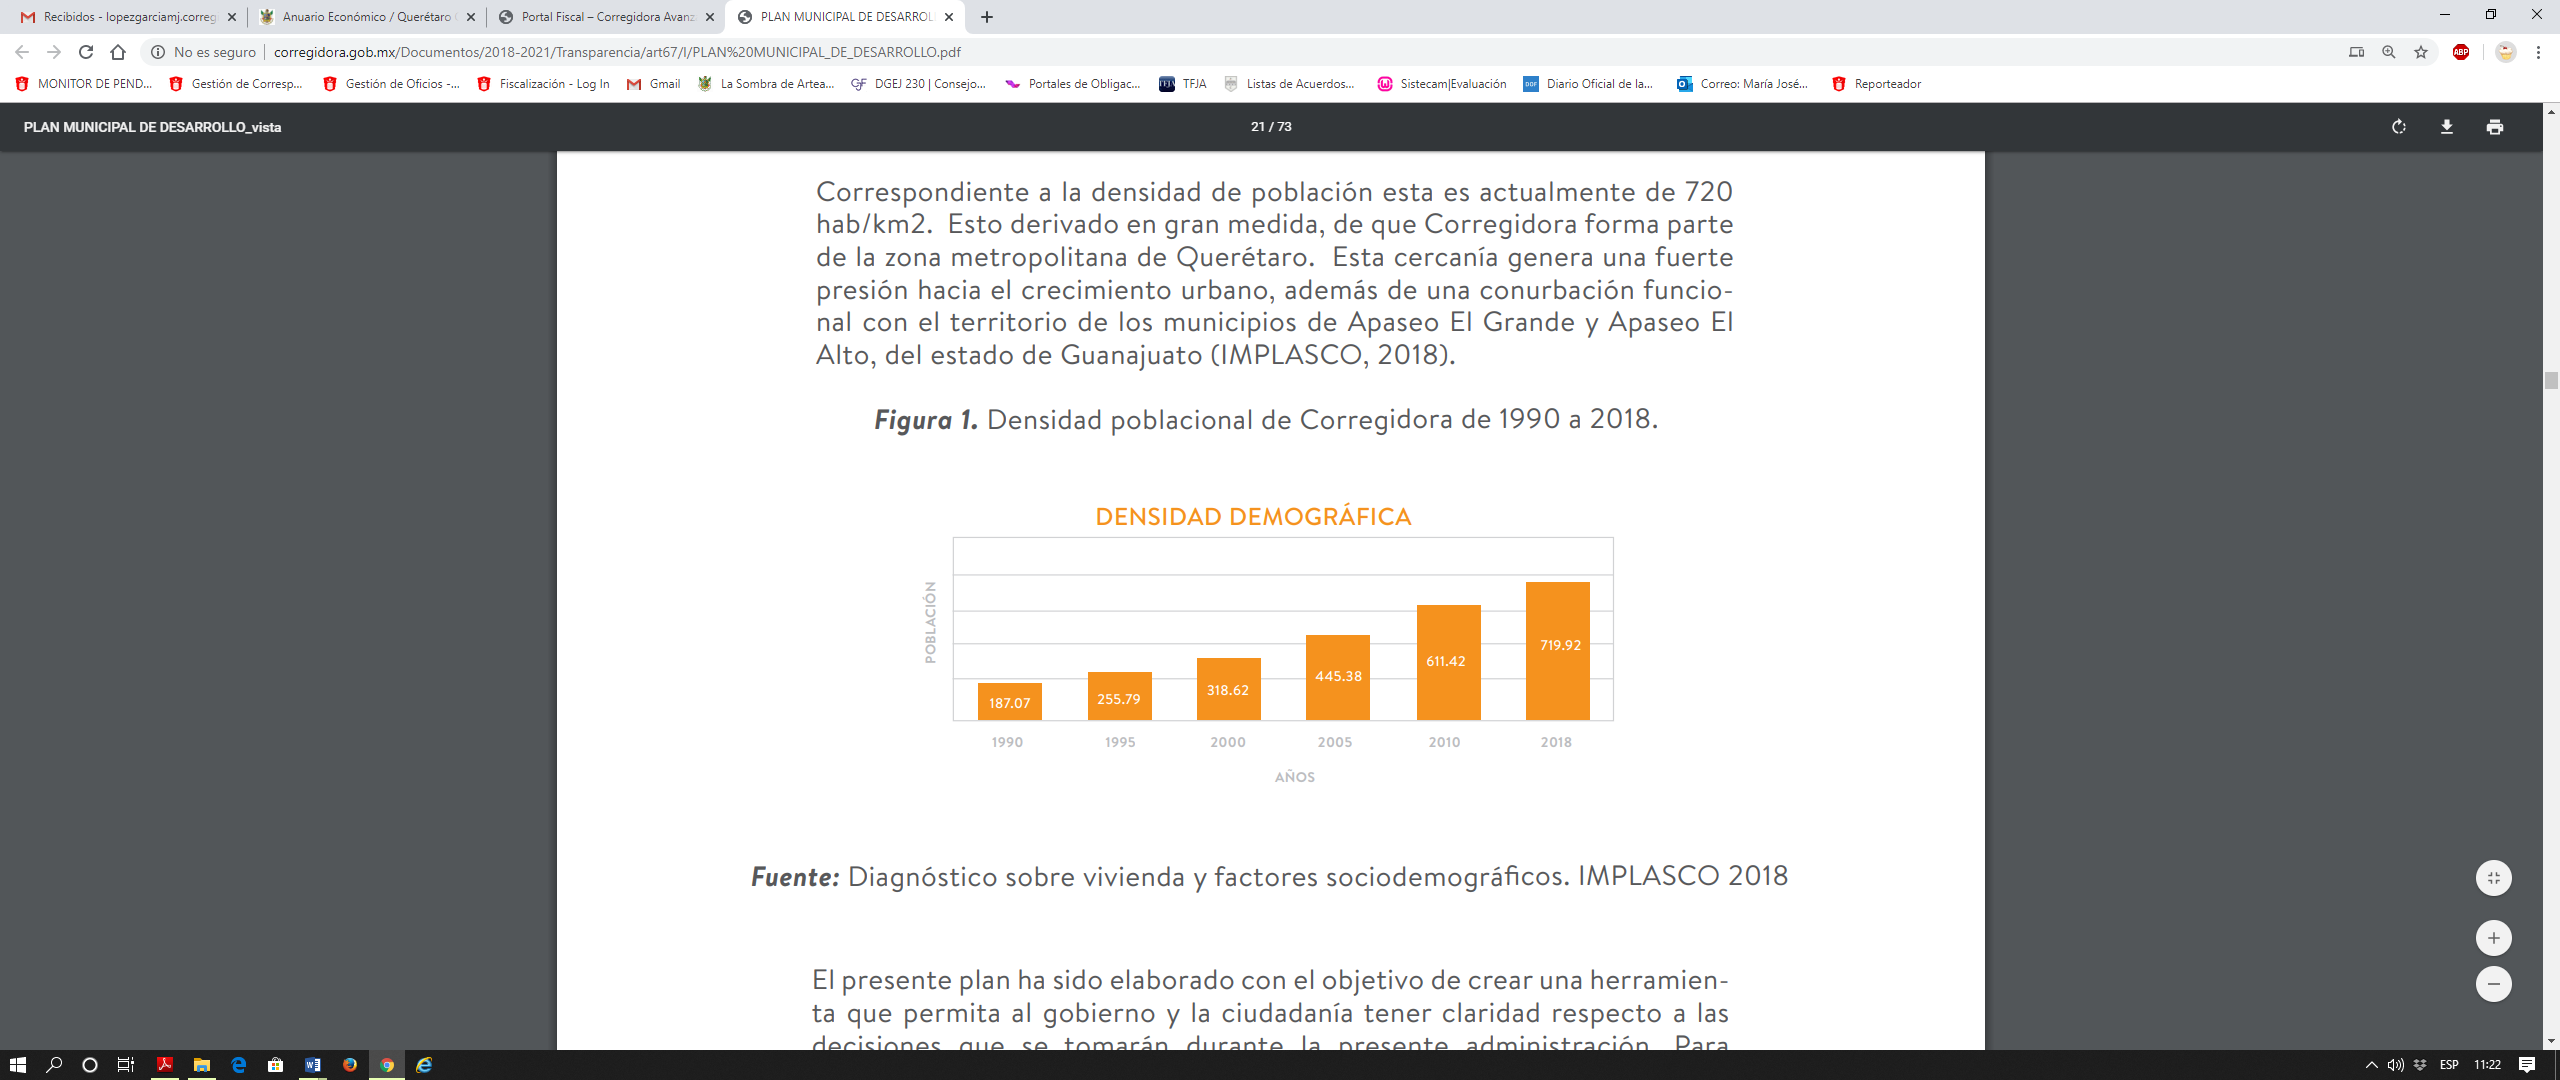 Recibidos - lopezgarciamj.correg
Anuario Económico / Querétaro
Portal Fiscal – Corregidora Avanz
PLAN MUNICIPAL DE DESARROL
No es seguro
corregidora.gob.mx/Documentos/2018-2021/Transparencia/art67/I/PLAN%20MUNICIPAL_DE_DESARROLLO.pdf
ABP
MONITOR DE PEND...
Gestión de Corresp...
Gestión de Oficios -...
Fiscalización - Log In
Gmail
La Sombra de Artea...
DGEJ 230 | Consejo...
Portales de Obligac...
TFJA
Listas de Acuerdos...
Sistecam|Evaluación
Diario Oficial de la...
Correo: María José...
Reporteador
PLAN MUNICIPAL DE DESARROLLO_vista
21 / 73
Correspondiente a la densidad de población esta es actualmente de 720
hab/km2. Esto derivado en gran medida, de que Corregidora forma parte
de la zona metropolitana de Querétaro. Esta cercanía genera una fuerte
presión hacia el crecimiento urbano, además de una conurbación funcio-
nal con el territorio de los municipios de Apaseo El Grande y Apaseo El
Alto, del estado de Guanajuato (IMPLASCO, 2018).
Figura 1. Densidad poblacional de Corregidora de 1990 a 2018.
DENSIDAD DEMOGRÁFICA
POBLACIÓN
187.07
255.79
318.62
445.38
611.42
719.92
1990
1995
2000
2005
2010
2018
AÑOS
Fuente: Diagnóstico sobre vivienda y factores sociodemográficos. IMPLASCO 2018
El presente plan ha sido elaborado con el objetivo de crear una herramien-
ta que permita al gobierno y la ciudadanía tener claridad respecto a las
decisiones que se tomarán durante la presente administración. Para
ESP
11:22